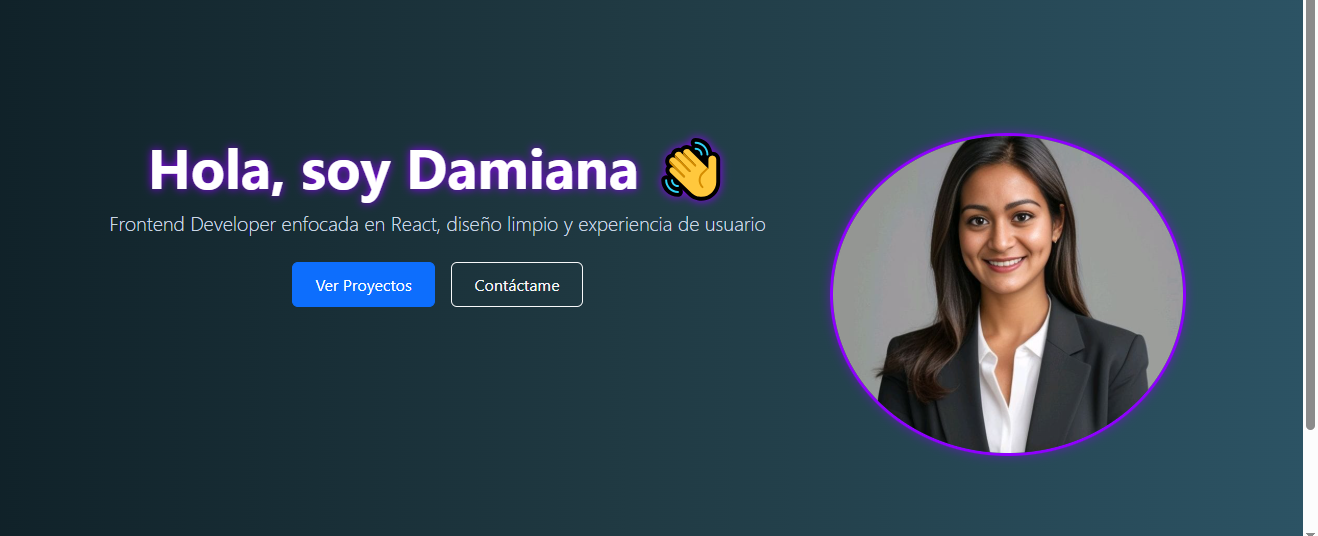 Hola, soy Damiana 👋
Frontend Developer enfocada en React, diseño limpio y experiencia de usuario
Ver Proyectos
Contáctame